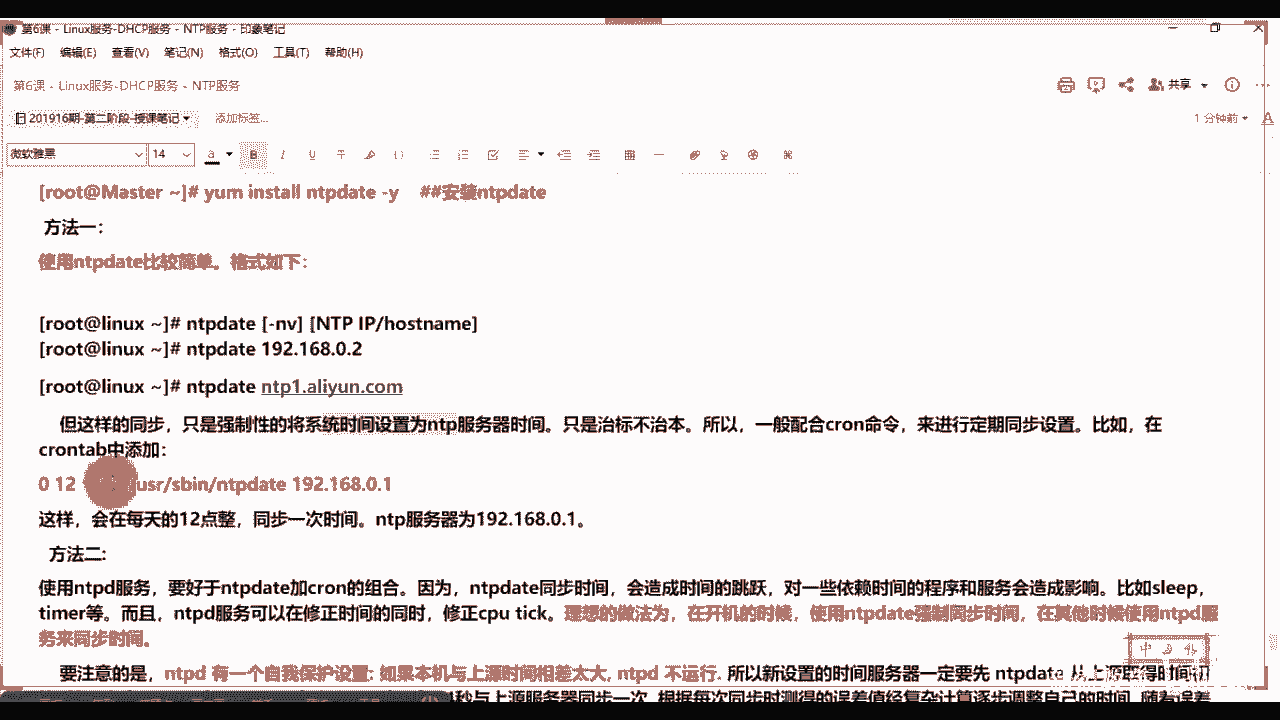 第6课 - Linux服务-DHCP服务 - NTP服务 - 印象笔记
文件(F) 编辑(E) 查看(V) 笔记(N) 格式(O) 工具(T) 帮助(H)
第6课 - Linux服务-DHCP服务 - NTP服务
共享
201916期-第二阶段-授课笔记
添加标签...
1 分钟前
微软雅黑 14
[root@Master ~]# yum install ntpdate -y ##安装ntpdate
方法一：
使用ntpdate比较简单。格式如下：
[root@linux ~]# ntpdate [-nv] [NTP IP/hostname]
[root@linux ~]# ntpdate 192.168.0.2
[root@linux ~]# ntpdate ntp1.aliyun.com
但这样的同步，只是强制性的将系统时间设置为ntp服务器时间。只是治标不治本。所以，一般配合cron命令，来进行定期同步设置。比如，在
crontab中添加：
0 12 /usr/sbin/ntpdate 192.168.0.1
这样，会在每天的12点整，同步一次时间。ntp服务器为192.168.0.1。
方法二：
使用ntpd服务，要好于ntpdate加cron的组合。因为，ntpdate同步时间，会造成时间的跳跃，对一些依赖时间的程序和服务会造成影响。比如sleep，
timer等。而且，ntpd服务可以在修正时间的同时，修正cpu tick。理想的做法为，在开机的时候，使用ntpdate强制同步时间，在其他时候使用ntpd服
务来同步时间。
要注意的是，ntpd 有一个自我保护设置: 如果本机与上源时间相差太大, ntpd 不运行. 所以新设置的时间服务器一定要先 ntpdate 从上源取得时间初
秒与上源服务器同步一次. 根据每次同步时测得的误差值经复杂计算逐步调整自己的时间. 随着误差